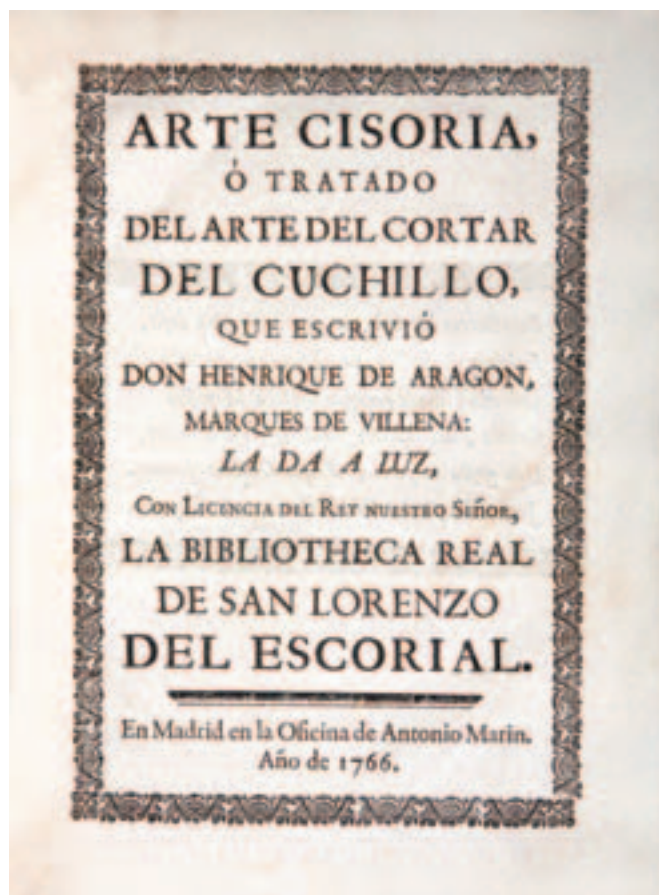 ARTE CISORIA,
Ó TRATADO
DEL ARTE DEL CORTAR
DEL CUCHILLO,
QUE ESCRIVIÓ
DON HENRIQUE DE ARAGON,
MARQUES DE VILLENA:
LA DA A LUZ,
CON LICENCIA DEL REY NUESTRO SEÑOR,
LA BIBLIOTHECA REAL
DE SAN LORENZO
DEL ESCORIAL.
En Madrid en la Oficina de Antonio Marin.
Año de 1766.